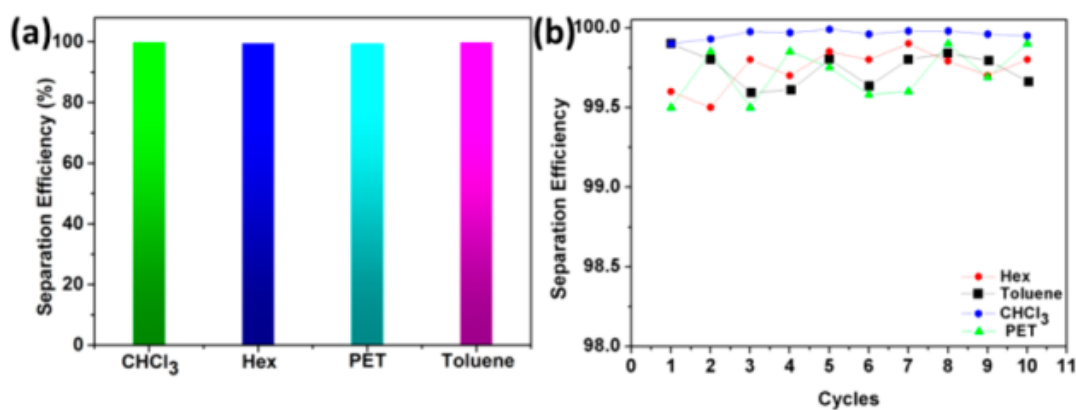 (a)
Separation Efficiency (%)
100
80
60
40
20
0
CHCl₃
Hex
PET
Toluene
(b)
Separation Efficiency
100.0
99.5
99.0
98.5
98.0
0 1 2 3 4 5 6 7 8 9 10 11
Cycles
Hex
Toluene
CHCl₃
PET